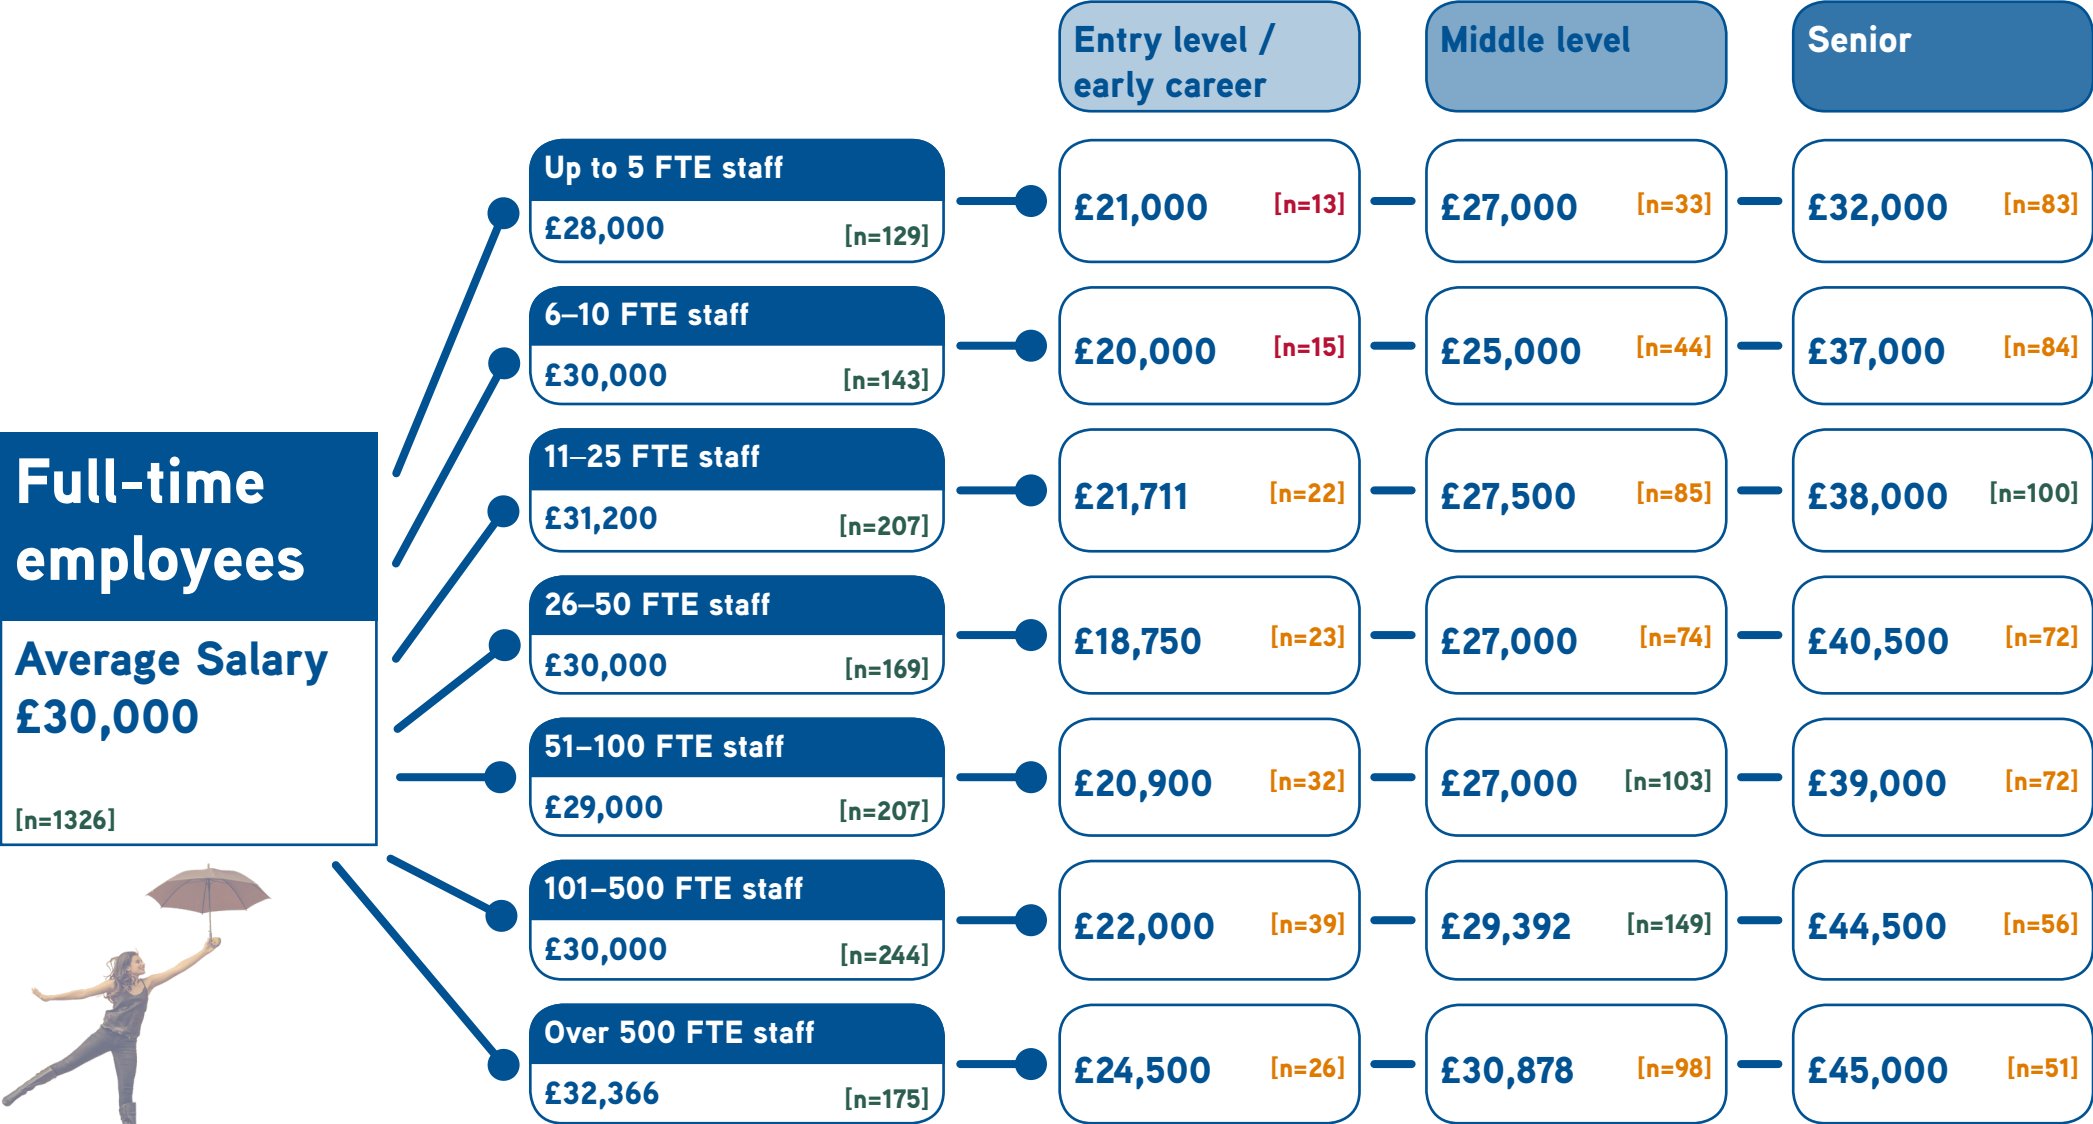 Entry level /
early career
Middle level
Senior
Up to 5 FTE staff
£28,000 [n=129]
£21,000 [n=13]
£27,000 [n=33]
£32,000 [n=83]
6–10 FTE staff
£30,000 [n=143]
£20,000 [n=15]
£25,000 [n=44]
£37,000 [n=84]
11–25 FTE staff
£31,200 [n=207]
£21,711 [n=22]
£27,500 [n=85]
£38,000 [n=100]
Full-time
employees
Average Salary
£30,000
[n=1326]
26–50 FTE staff
£30,000 [n=169]
£18,750 [n=23]
£27,000 [n=74]
£40,500 [n=72]
51–100 FTE staff
£29,000 [n=207]
£20,900 [n=32]
£27,000 [n=103]
£39,000 [n=72]
101–500 FTE staff
£30,000 [n=244]
£22,000 [n=39]
£29,392 [n=149]
£44,500 [n=56]
Over 500 FTE staff
£32,366 [n=175]
£24,500 [n=26]
£30,878 [n=98]
£45,000 [n=51]